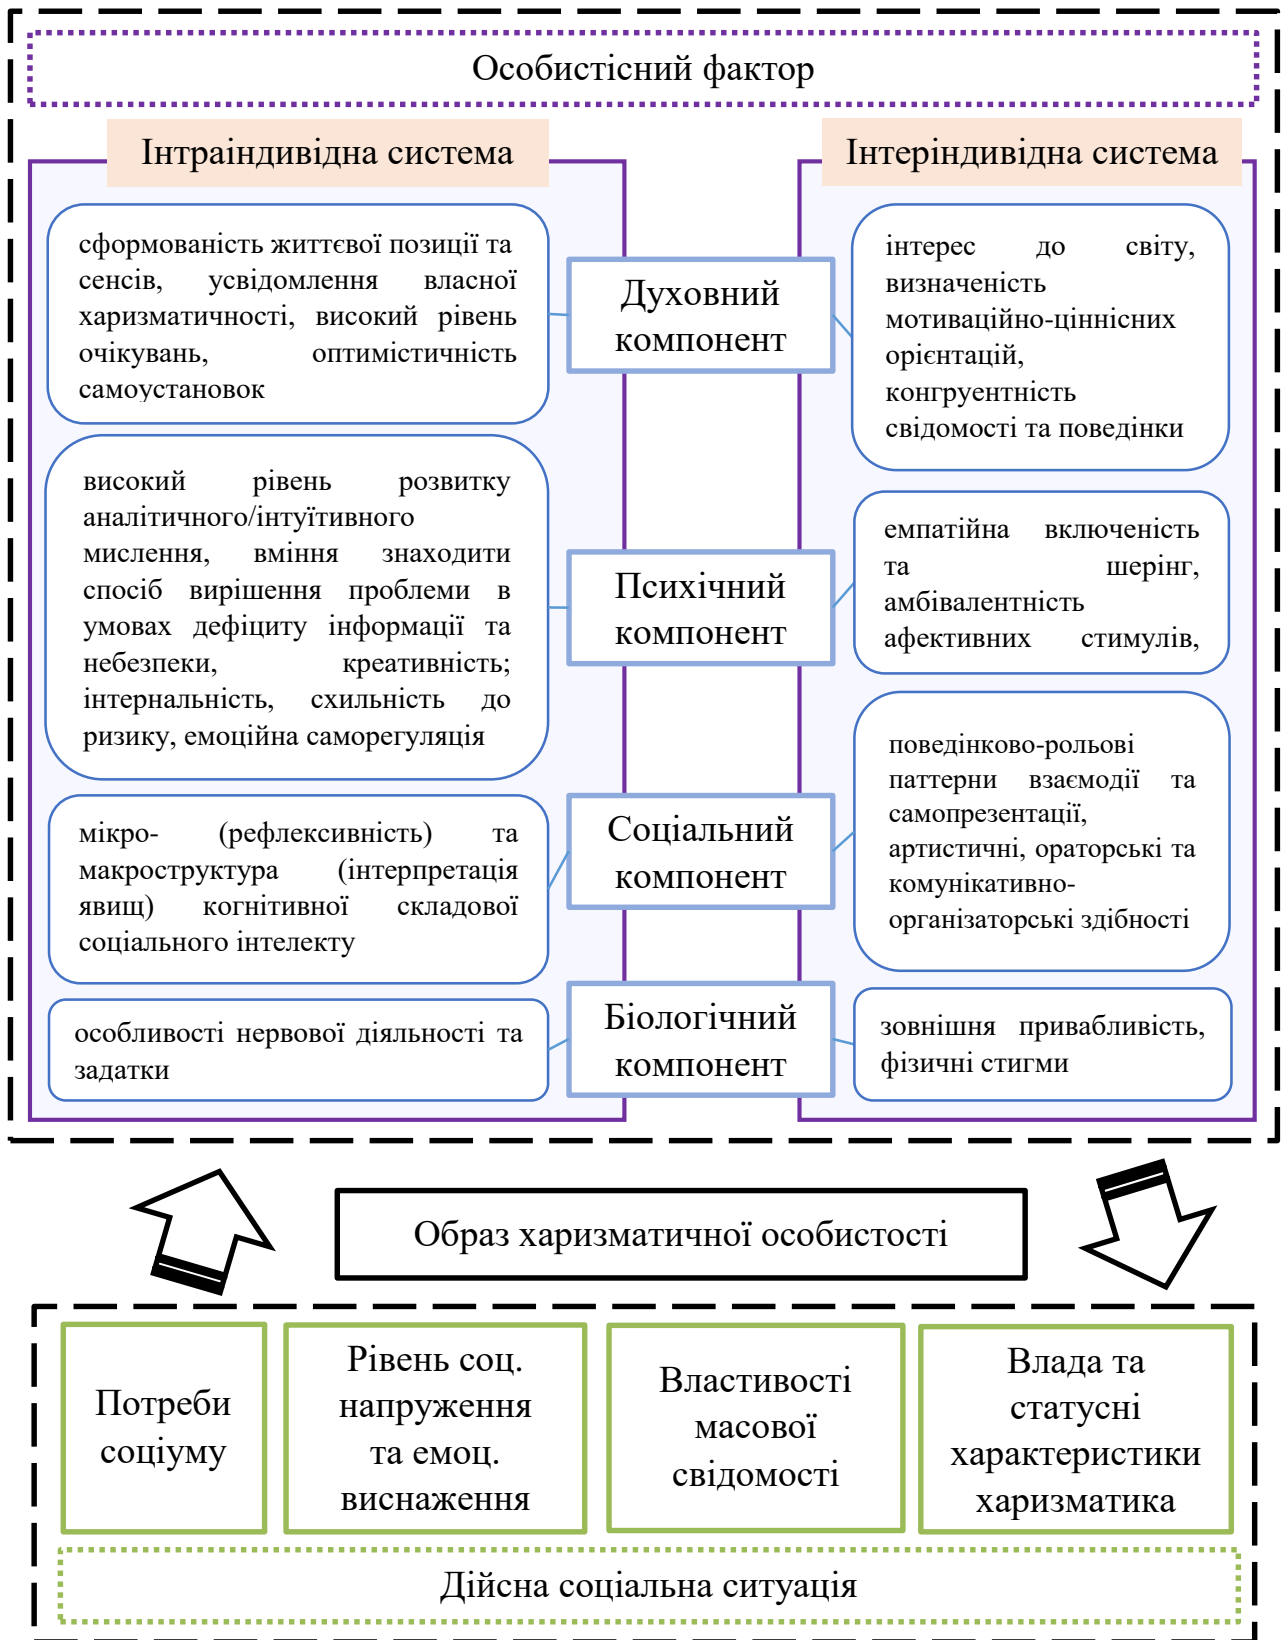 Особистісний фактор
Інтраіндивідна система
Інтеріндивідна система
сформованість життєвої позиції та
сенсів, усвідомлення власної
харизматичності, високий рівень
очікувань, оптимістичність
самоустановок
Духовний
компонент
інтерес до світу,
визначеність
мотиваційно-ціннісних
орієнтацій,
конгруентність
свідомості та поведінки
високий рівень розвитку
аналітичного/інтуїтивного
мислення, вміння знаходити
спосіб вирішення проблеми в
умовах дефіциту інформації та
небезпеки, креативність;
інтернальність, схильність до
ризику, емоційна саморегуляція
Психічний
компонент
емпатійна включеність
та шерінг,
амбівалентність
афективних стимулів,
мікро- (рефлексивність) та
макроструктура (інтерпретація
явищ) когнітивної складової
соціального інтелекту
Соціальний
компонент
поведінково-рольові
паттерни взаємодії та
самопрезентації,
артистичні, ораторські та
комунікативно-
організаторські здібності
особливості нервової діяльності та
задатки
Біологічний
компонент
зовнішня привабливість,
фізичні стигми
Образ харизматичної особистості
Потреби
соціуму
Рівень соц.
напруження
та емоц.
виснаження
Властивості
масової
свідомості
Влада та
статусні
характеристики
харизматика
Дійсна соціальна ситуація